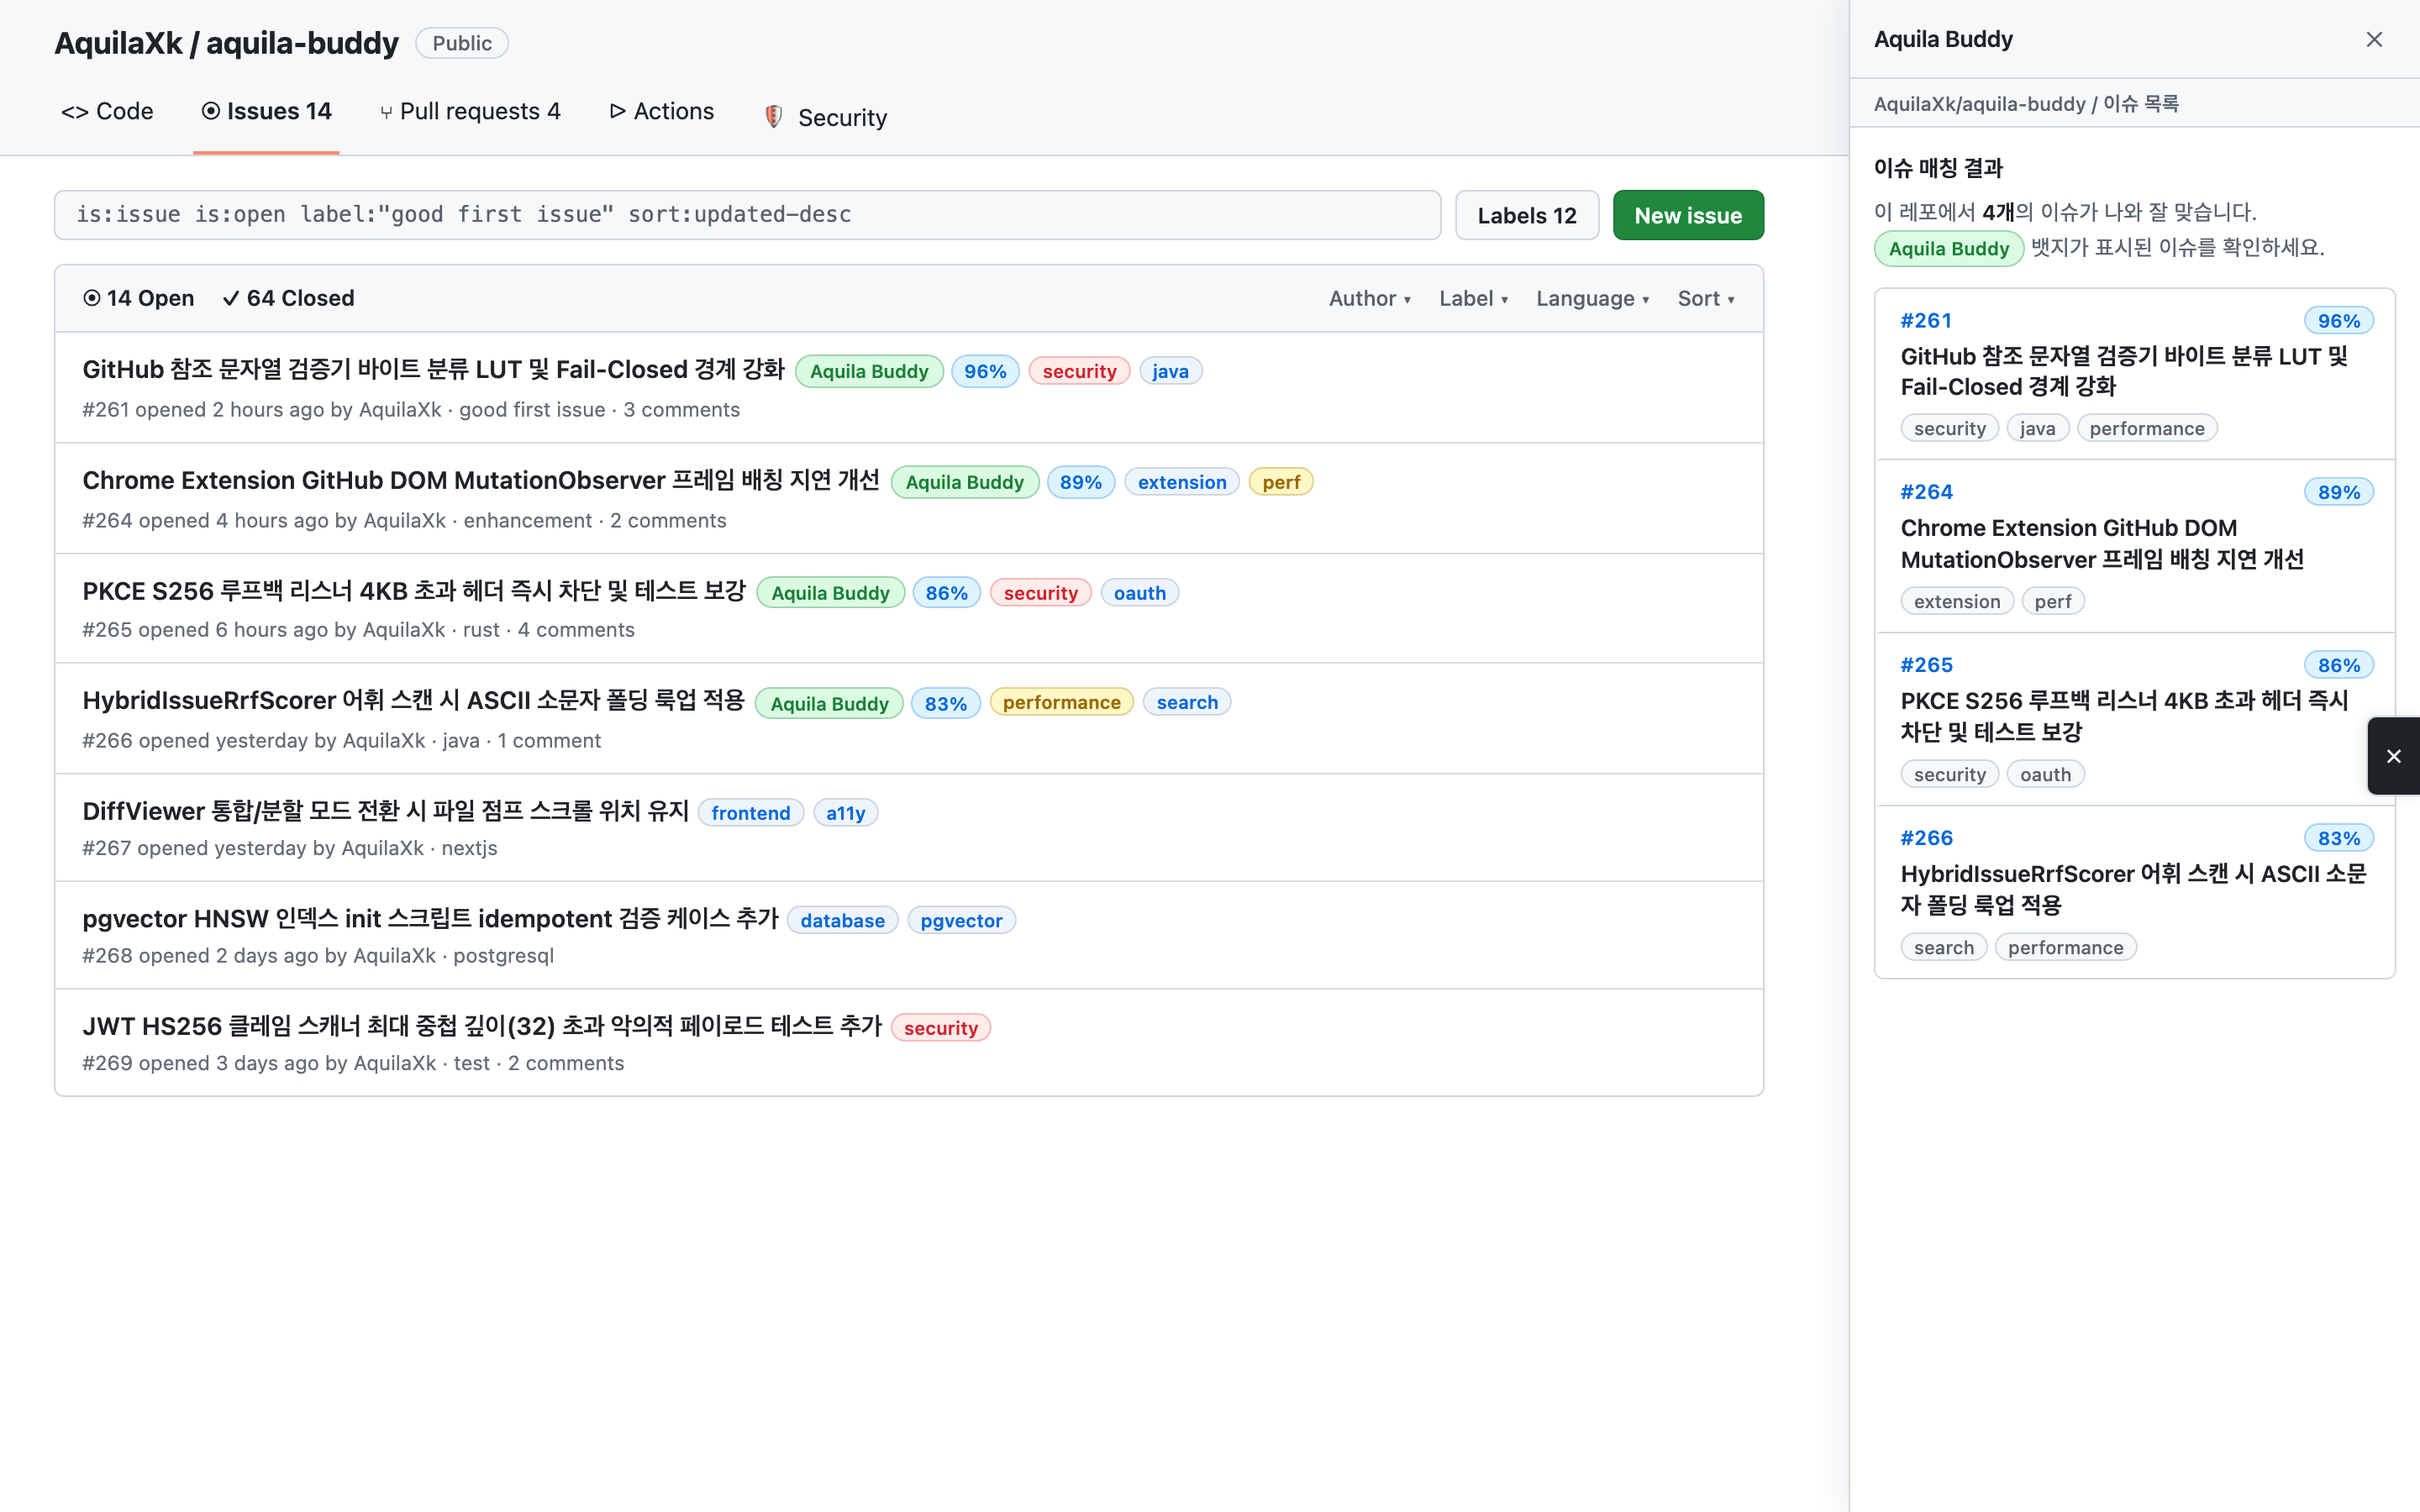 AquilaXk / aquila-buddy Public
<> Code Issues 14 Pull requests 4 Actions Security
is:issue is:open label:"good first issue" sort:updated-desc
Labels 12
New issue
14 Open ✓ 64 Closed
Author ▾ Label ▾ Language ▾ Sort ▾
GitHub 참조 문자열 검증기 바이트 분류 LUT 및 Fail-Closed 경계 강화 Aquila Buddy 96% security java
#261 opened 2 hours ago by AquilaXk · good first issue · 3 comments
Chrome Extension GitHub DOM MutationObserver 프레임 배칭 지연 개선 Aquila Buddy 89% extension perf
#264 opened 4 hours ago by AquilaXk · enhancement · 2 comments
PKCE S256 루프백 리스너 4KB 초과 헤더 즉시 차단 및 테스트 보강 Aquila Buddy 86% security oauth
#265 opened 6 hours ago by AquilaXk · rust · 4 comments
HybridIssueRrfScorer 어휘 스캔 시 ASCII 소문자 폴딩 룩업 적용 Aquila Buddy 83% performance search
#266 opened yesterday by AquilaXk · java · 1 comment
DiffViewer 통합/분할 모드 전환 시 파일 점프 스크롤 위치 유지 frontend a11y
#267 opened yesterday by AquilaXk · nextjs
pgvector HNSW 인덱스 init 스크립트 idempotent 검증 케이스 추가 database pgvector
#268 opened 2 days ago by AquilaXk · postgresql
JWT HS256 클레임 스캐너 최대 중첩 깊이(32) 초과 악의적 페이로드 테스트 추가 security
#269 opened 3 days ago by AquilaXk · test · 2 comments
Aquila Buddy ✕
AquilaXk/aquila-buddy / 이슈 목록
이슈 매칭 결과
이 레포에서 4개의 이슈가 나와 잘 맞습니다.
Aquila Buddy 뱃지가 표시된 이슈를 확인하세요.
#261 96%
GitHub 참조 문자열 검증기 바이트 분류 LUT 및
Fail-Closed 경계 강화
security java performance
#264 89%
Chrome Extension GitHub DOM
MutationObserver 프레임 배칭 지연 개선
extension perf
#265 86%
PKCE S256 루프백 리스너 4KB 초과 헤더 즉시
차단 및 테스트 보강
security oauth
✕
#266 83%
HybridIssueRrfScorer 어휘 스캔 시 ASCII 소문
자 폴딩 룩업 적용
search performance